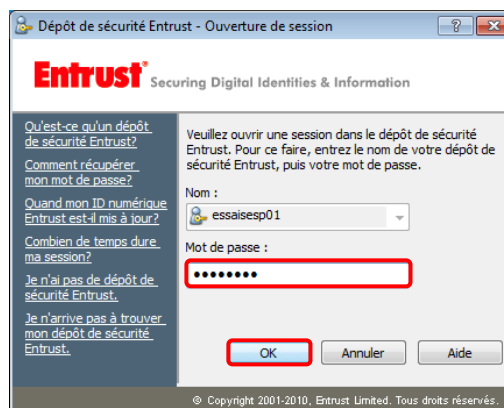 Dépôt de sécurité Entrust - Ouverture de session
Entrust® Securing Digital Identities & Information
Qu'est-ce qu'un dépôt
de sécurité Entrust?
Comment récupérer
mon mot de passe?
Quand mon ID numérique
Entrust est-il mis à jour?
Combien de temps dure
ma session?
Je n'ai pas de dépôt de
sécurité Entrust.
Je n'arrive pas à trouver
mon dépôt de sécurité
Entrust.
Veuillez ouvrir une session dans le dépôt de sécurité
Entrust. Pour ce faire, entrez le nom de votre dépôt de
sécurité Entrust, puis votre mot de passe.
Nom :
essaisesp01
Mot de passe :
••••••••
OK
Annuler
Aide
© Copyright 2001-2010, Entrust Limited. Tous droits réservés.